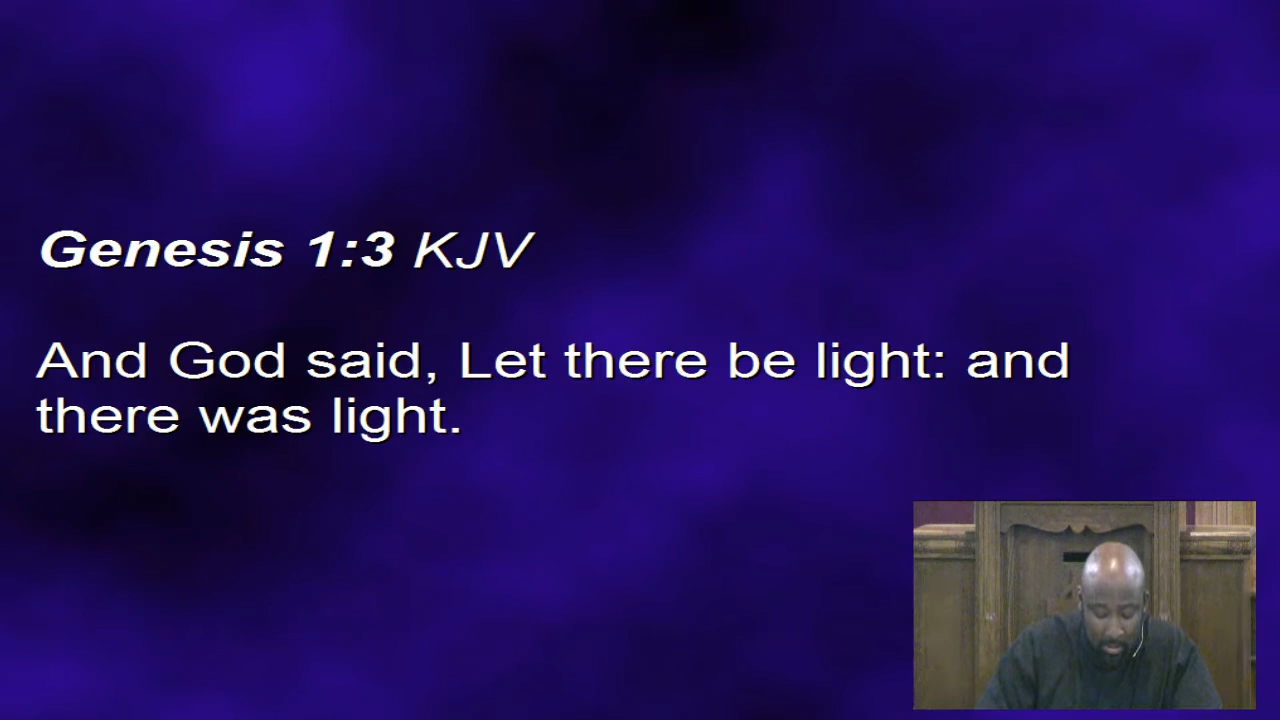 Genesis 1:3 KJV
And God said, Let there be light: and
there was light.